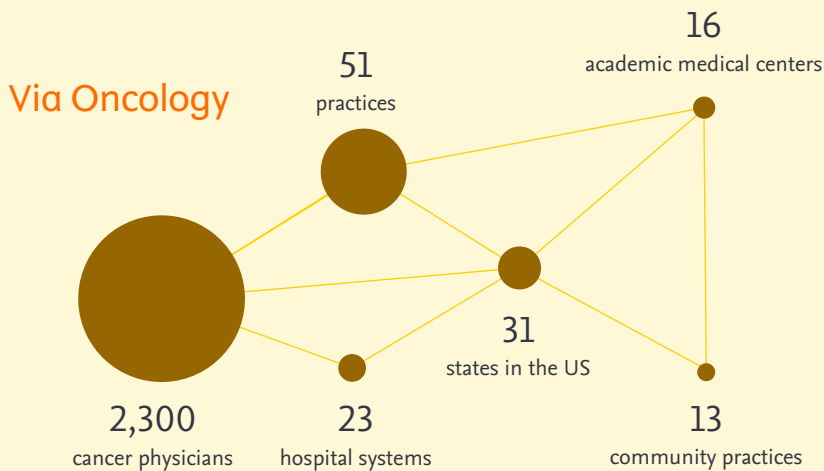 Via Oncology
51
practices
16
academic medical centers
31
states in the US
2,300
cancer physicians
23
hospital systems
13
community practices